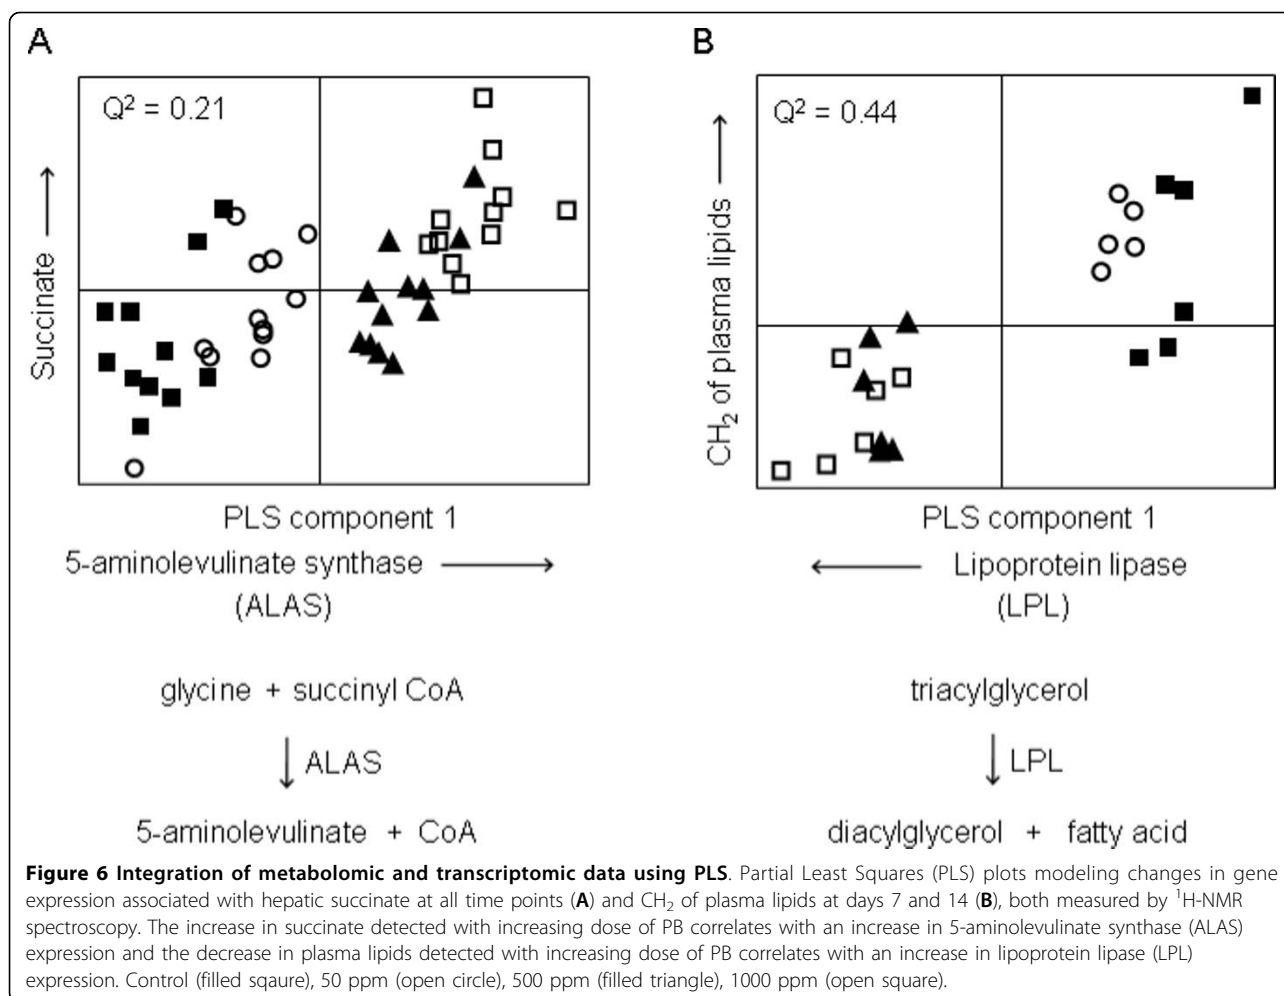 A
B
Q² = 0.21
Q² = 0.44
Succinate
CH₂ of plasma lipids
PLS component 1
PLS component 1
5-aminolevulinate synthase
Lipoprotein lipase
(ALAS)
(LPL)
glycine + succinyl CoA
triacylglycerol
ALAS
LPL
5-aminolevulinate + CoA
diacylglycerol + fatty acid
Figure 6 Integration of metabolomic and transcriptomic data using PLS. Partial Least Squares (PLS) plots modeling changes in gene
expression associated with hepatic succinate at all time points (A) and CH₂ of plasma lipids at days 7 and 14 (B), both measured by ¹H-NMR
spectroscopy. The increase in succinate detected with increasing dose of PB correlates with an increase in 5-aminolevulinate synthase (ALAS)
expression and the decrease in plasma lipids detected with increasing dose of PB correlates with an increase in lipoprotein lipase (LPL)
expression. Control (filled sqaure), 50 ppm (open circle), 500 ppm (filled triangle), 1000 ppm (open square).